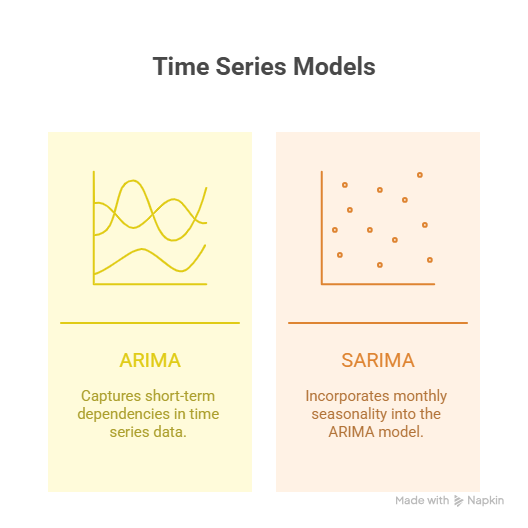 Time Series Models
ARIMA
Captures short-term
dependencies in time
series data.
SARIMA
Incorporates monthly
seasonality into the
ARIMA model.
Made with Napkin